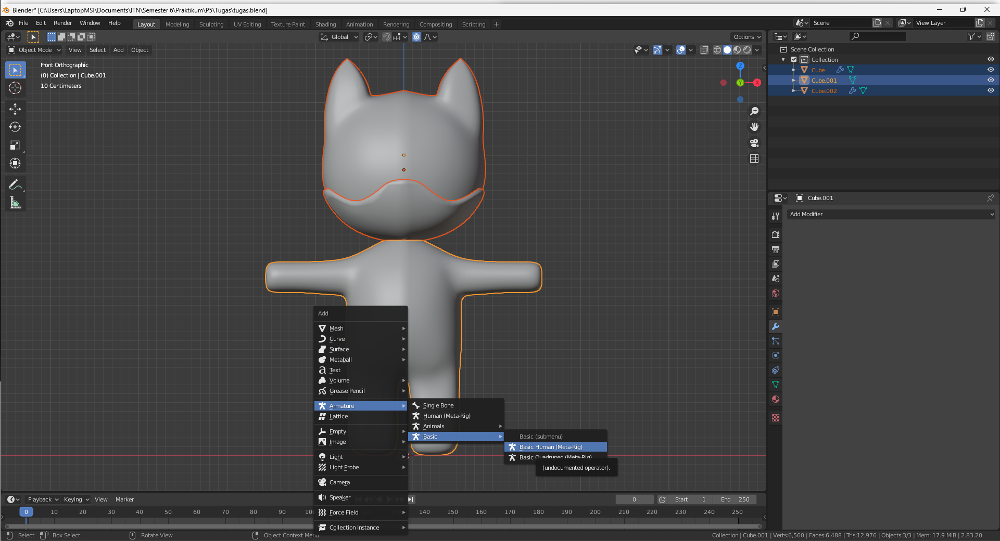 Blender* [C:\Users\LaptopMSI\Documents\ITN\Semester 6\Praktikum\P5\Tugas\tugas.blend]
File Edit Render Window Help Layout Modeling Sculpting UV Editing Texture Paint Shading Animation Rendering Compositing Scripting + Scene View Layer
Global Options
Object Mode View Select Add Object
Front Orthographic
(0) Collection | Cube.001
10 Centimeters
Z
Y
X
Scene Collection
Collection
Cube
Cube.001
Cube.002
Cube.001
Add Modifier
Add
Mesh
Curve
Surface
Metaball
Text
Volume
Grease Pencil
Armature
Lattice
Empty
Image
Light
Light Probe
Camera
Speaker
Force Field
Collection Instance
Single Bone
Human (Meta-Rig)
Animals
Basic
Basic (submenu)
Basic Human (Meta-Rig)
Basic Quadruped (Meta-Rig)
(undocumented operator).
Playback Keying View Marker 0 Start 1 End 250
0 10 20 30 40 50 60 70 80 90 140 150 160 170 180 190 200 210 220 230 240 250
Select Box Select Rotate View Object Context Menu
Collection | Cube.001 | Verts:6,560 | Faces:6,488 | Tris:12,976 | Objects:3/3 | Mem: 17.9 MiB | 2.83.20